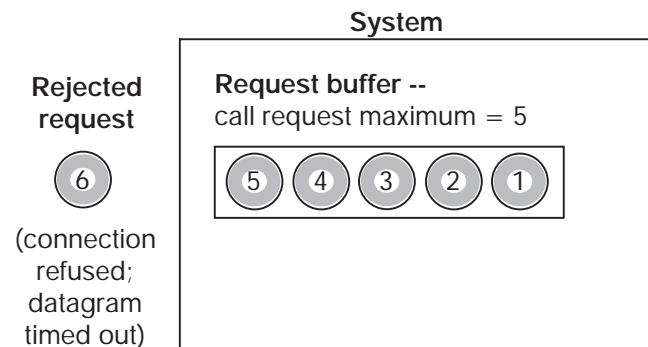 System
Rejected
request
6
(connection
refused;
datagram
timed out)
Request buffer --
call request maximum = 5
5 4 3 2 1